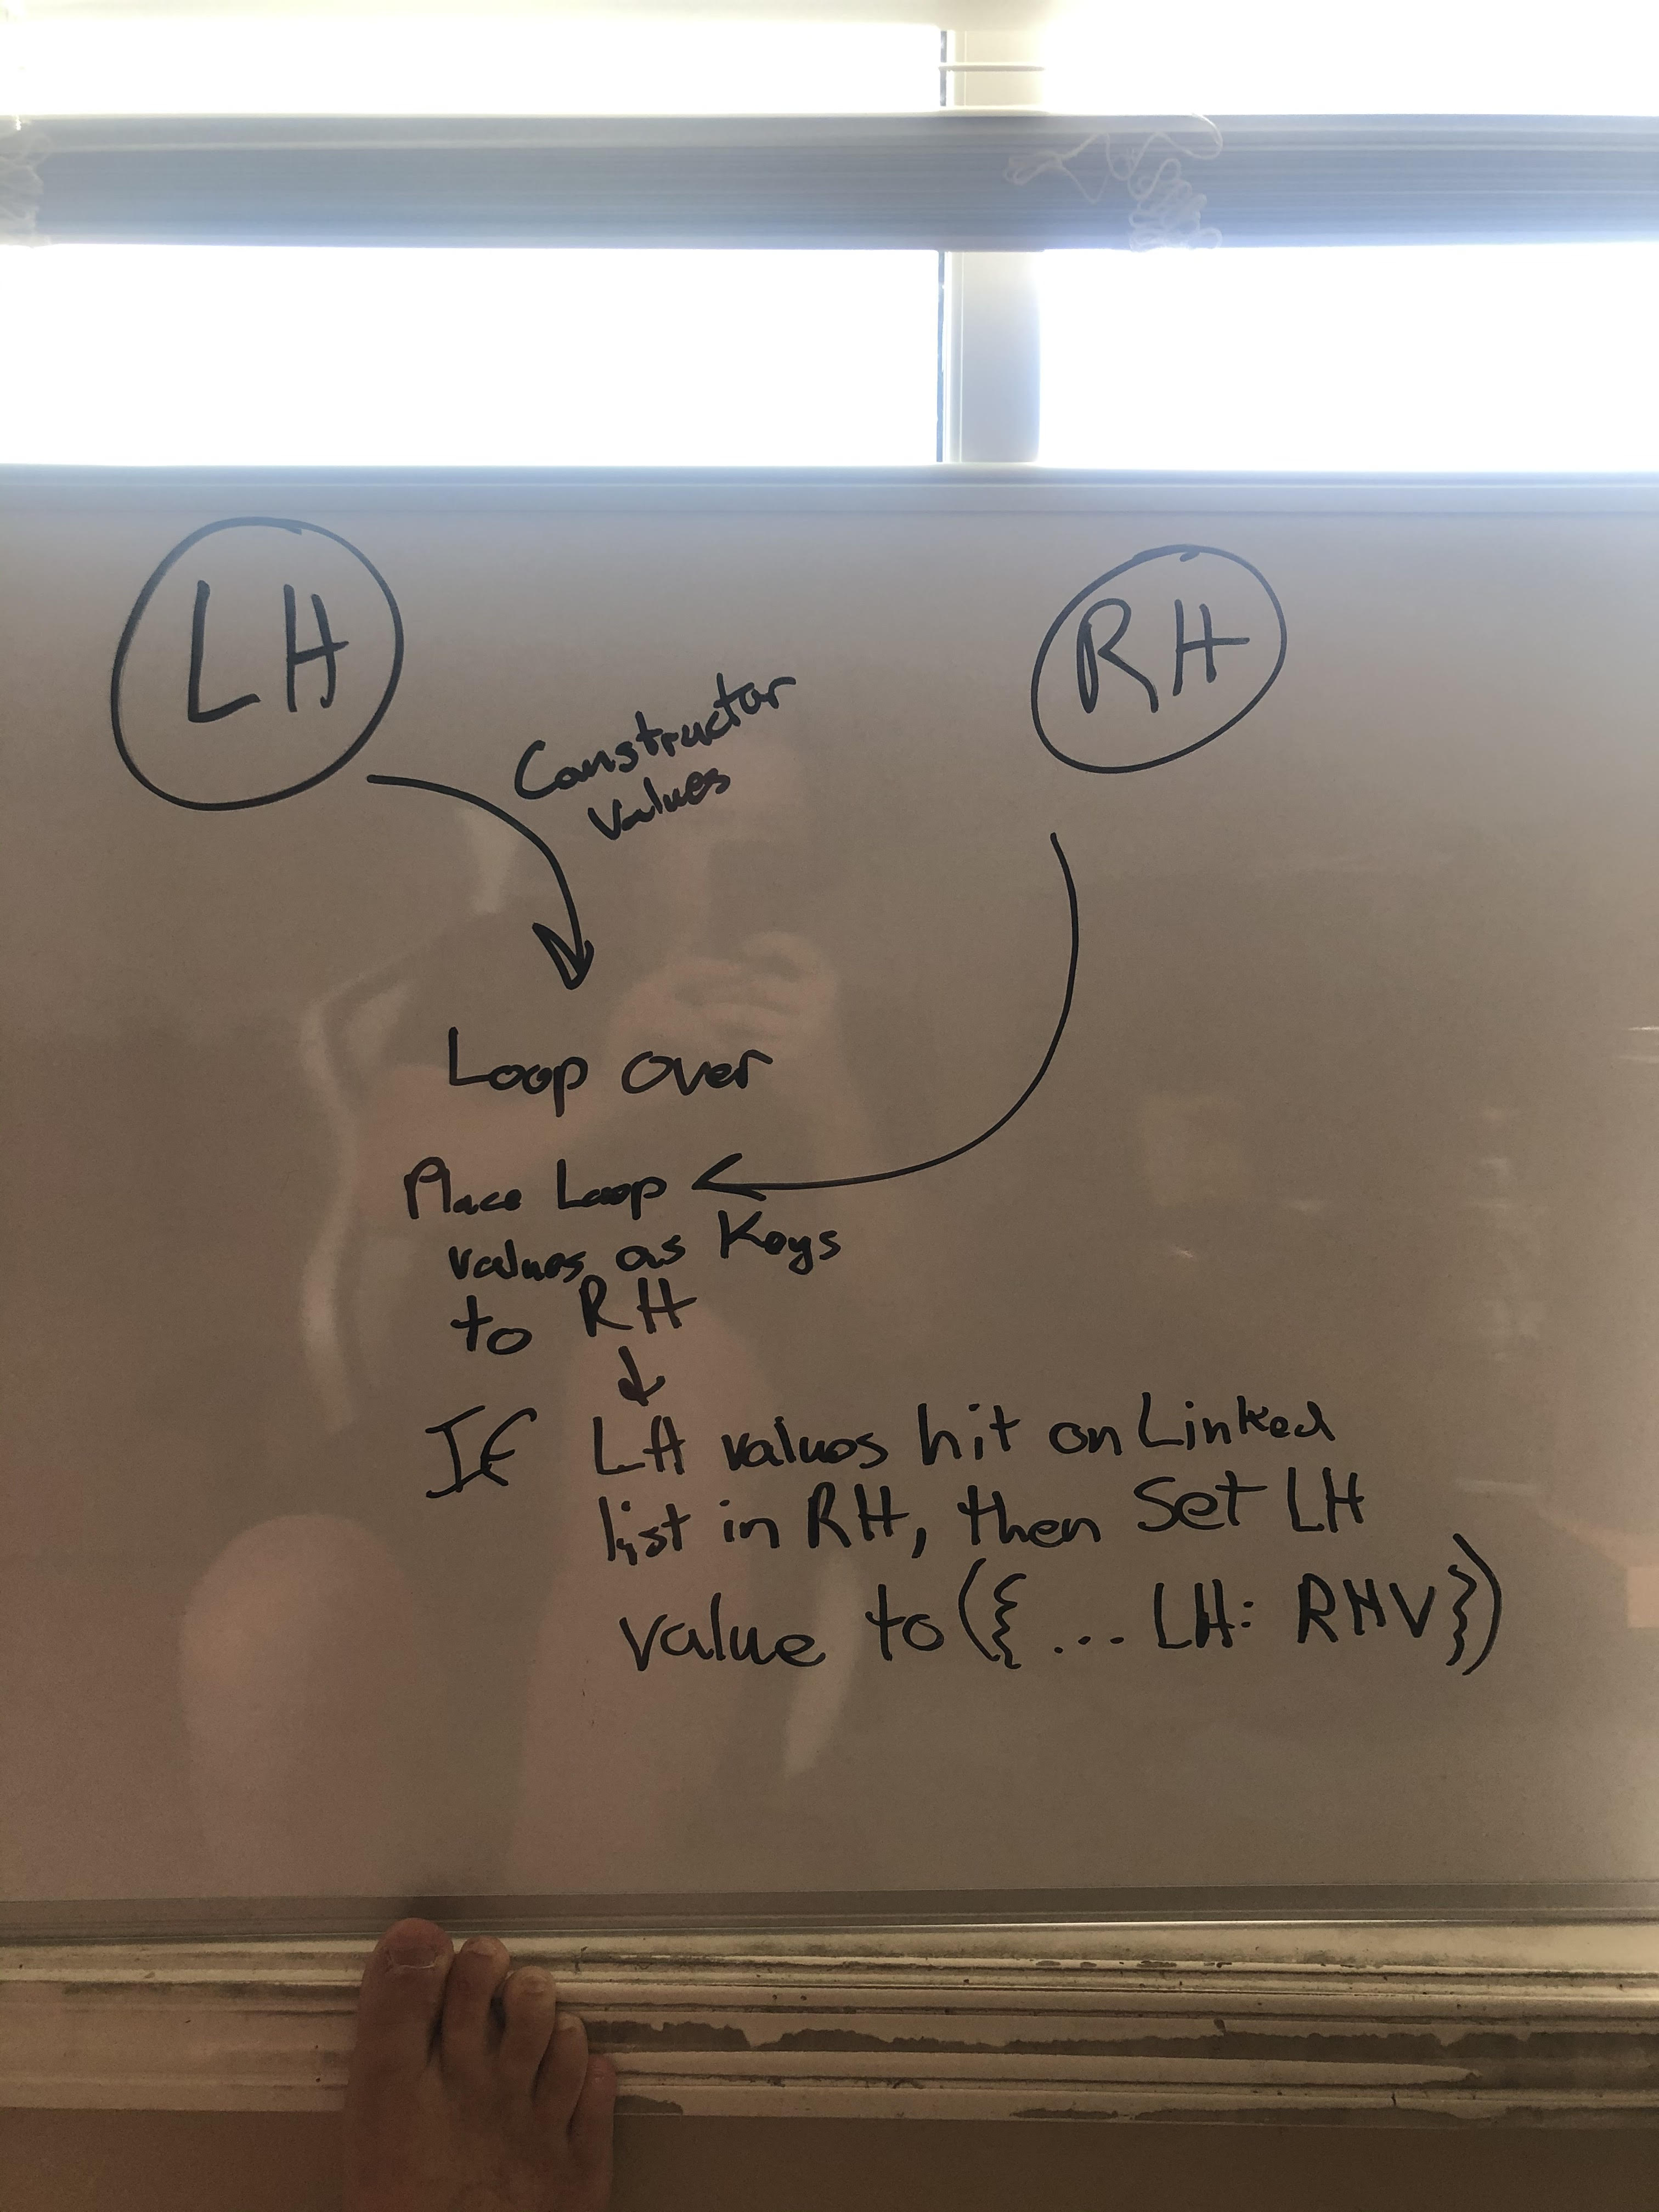 LH
RH
Constructor
Values
Loop over
Place Loop
values as Keys
to RH
If LH values hit on Linked
list in RH, then Set LH
value to ({... LH: RHV})